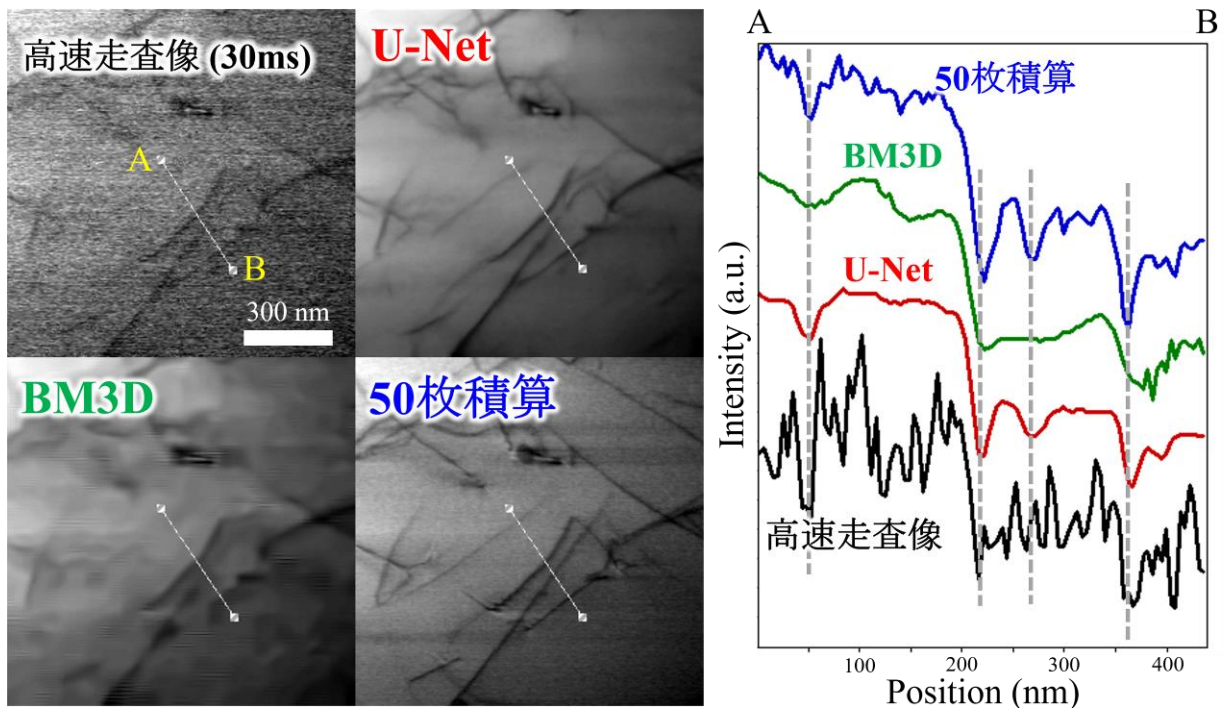 高速走査像 (30ms)
U-Net
A
B
300 nm
BM3D
50枚積算
A
B
50枚積算
BM3D
U-Net
高速走査像
Intensity (a.u.)
100
200
300
400
Position (nm)